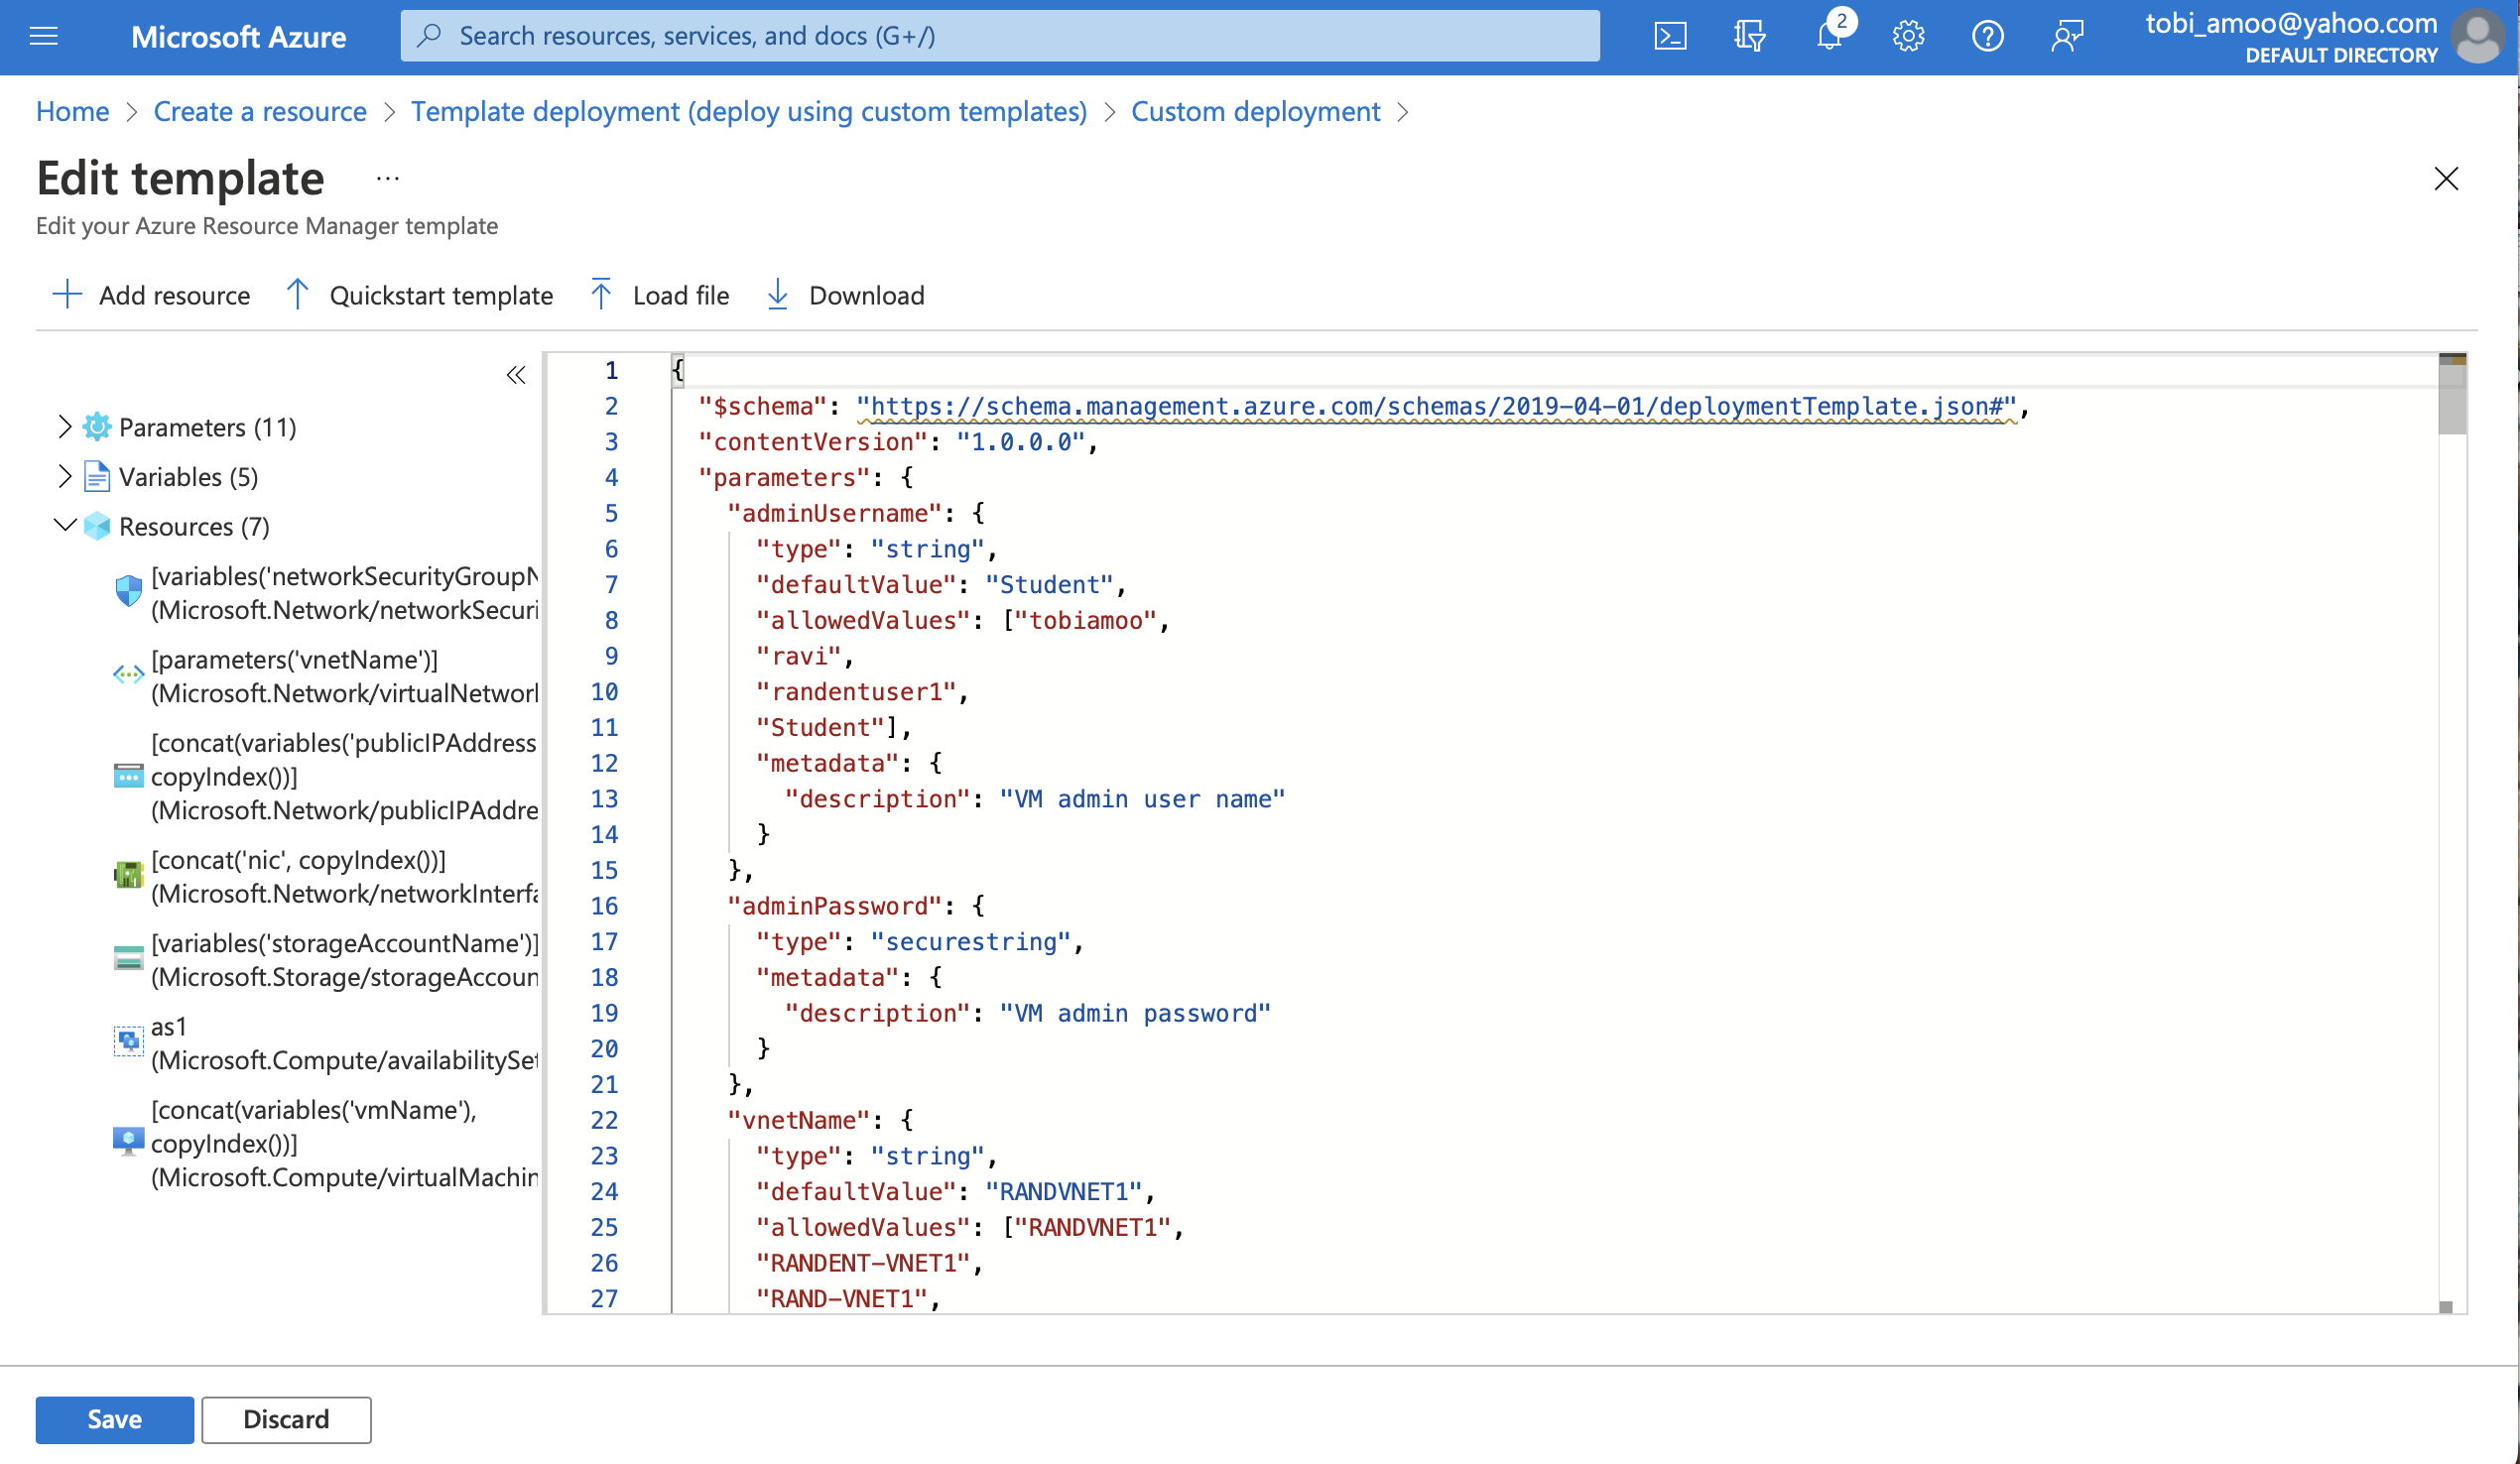 Microsoft Azure
Search resources, services, and docs (G+/)
2
tobi_amoo@yahoo.com
DEFAULT DIRECTORY
Home > Create a resource > Template deployment (deploy using custom templates) > Custom deployment >
Edit template ...
Edit your Azure Resource Manager template
Add resource Quickstart template Load file Download
Parameters (11)
Variables (5)
Resources (7)
[variables('networkSecurityGroupN
(Microsoft.Network/networkSecuri
[parameters('vnetName')]
(Microsoft.Network/virtualNetwork
[concat(variables('publicIPAddress
copyIndex())]
(Microsoft.Network/publicIPAddre
[concat('nic', copyIndex())]
(Microsoft.Network/networkInterfa
[variables('storageAccountName')]
(Microsoft.Storage/storageAccoun
as1
(Microsoft.Compute/availabilitySet
[concat(variables('vmName'),
copyIndex())]
(Microsoft.Compute/virtualMachin
1 {
2 "$schema": "https://schema.management.azure.com/schemas/2019-04-01/deploymentTemplate.json#",
3 "contentVersion": "1.0.0.0",
4 "parameters": {
5 "adminUsername": {
6 "type": "string",
7 "defaultValue": "Student",
8 "allowedValues": ["tobiamoo",
9 "ravi",
10 "randentuser1",
11 "Student"],
12 "metadata": {
13 "description": "VM admin user name"
14 }
15 },
16 "adminPassword": {
17 "type": "securestring",
18 "metadata": {
19 "description": "VM admin password"
20 }
21 },
22 "vnetName": {
23 "type": "string",
24 "defaultValue": "RANDVNET1",
25 "allowedValues": ["RANDVNET1",
26 "RANDENT-VNET1",
27 "RAND-VNET1",
Save Discard